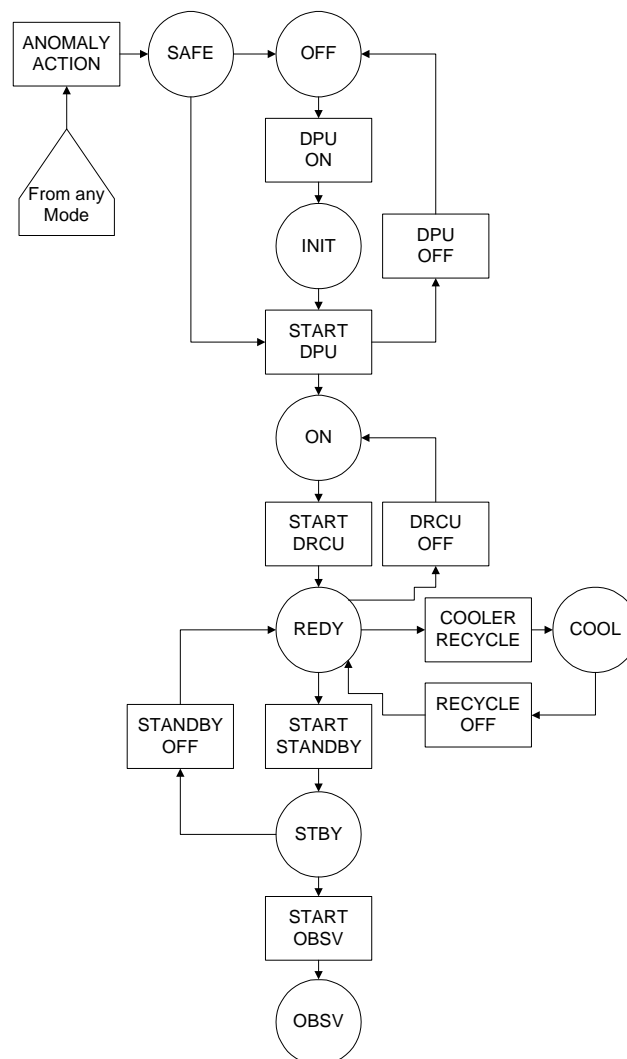 ANOMALY
ACTION
SAFE
OFF
DPU
ON
From any
Mode
INIT
DPU
OFF
START
DPU
ON
START
DRCU
DRCU
OFF
REDY
COOLER
RECYCLE
COOL
STANDBY
OFF
START
STANDBY
RECYCLE
OFF
STBY
START
OBSV
OBSV